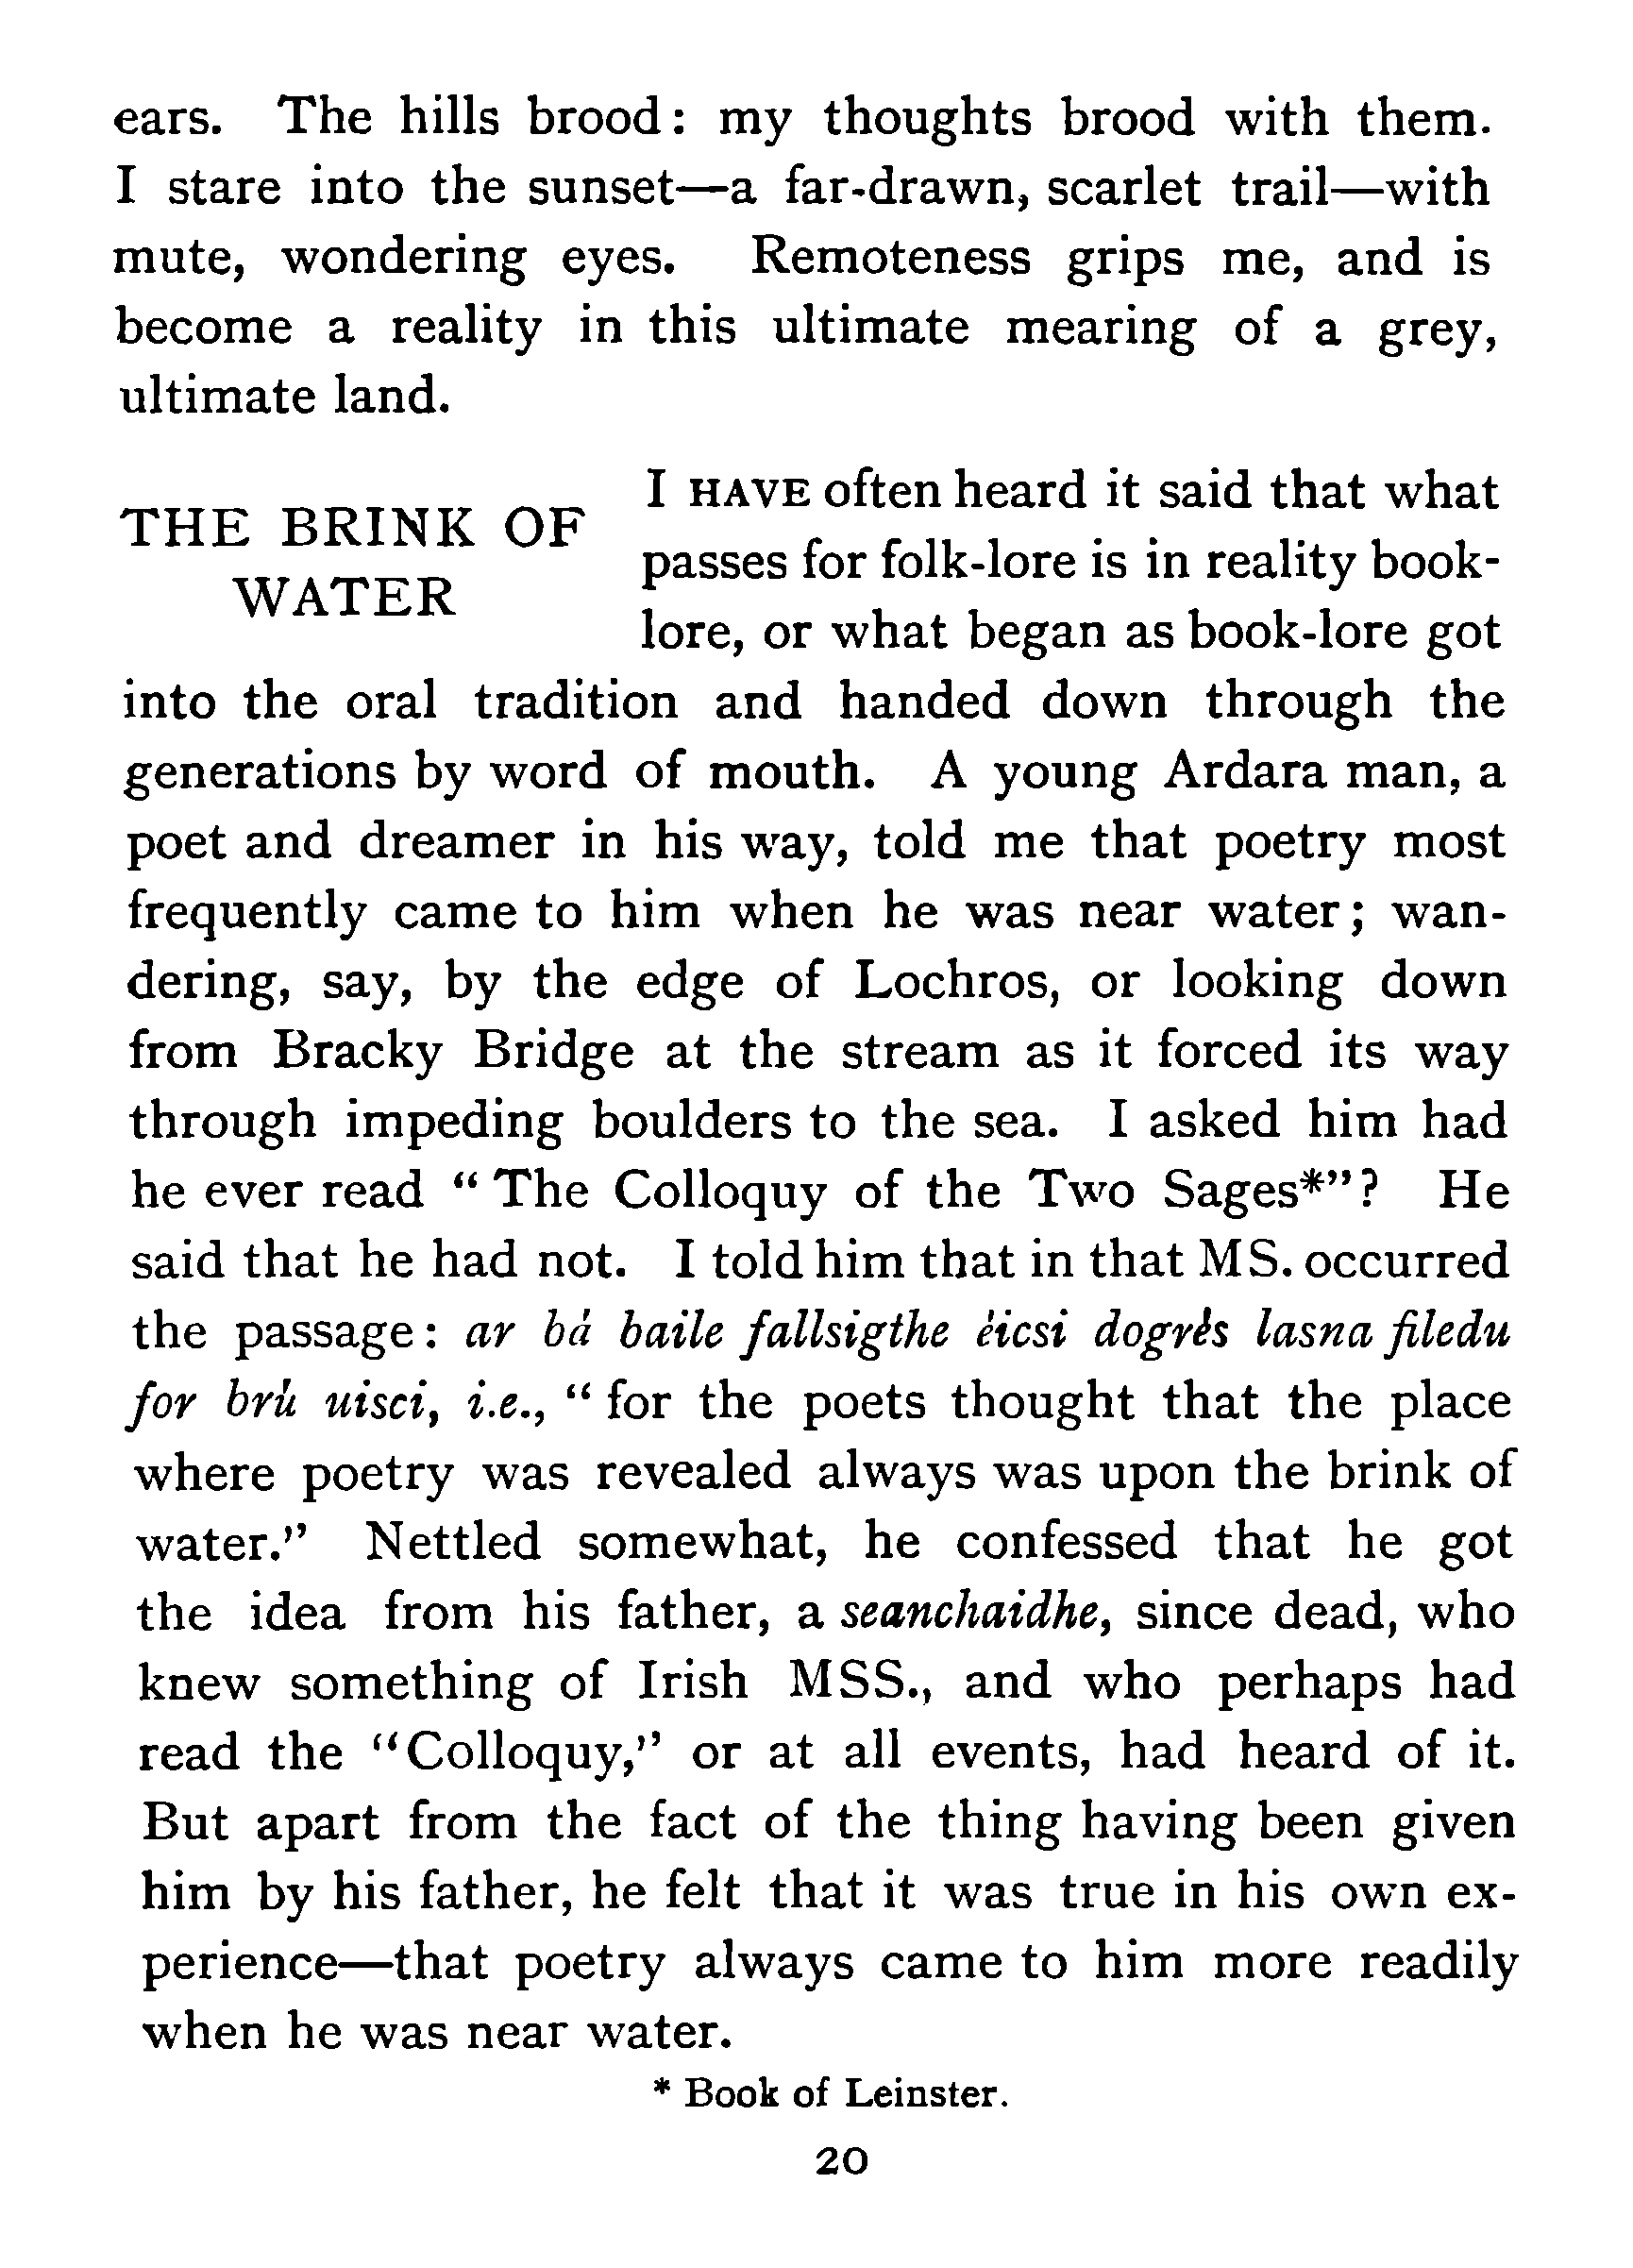 ears. The hills brood: my thoughts brood with them.
I stare into the sunset—a far-drawn, scarlet trail—with
mute, wondering eyes. Remoteness grips me, and is
become a reality in this ultimate mearing of a grey,
ultimate land.
THE BRINK OF
WATER
I HAVE often heard it said that what
passes for folk-lore is in reality book-
lore, or what began as book-lore got
into the oral tradition and handed down through the
generations by word of mouth. A young Ardara man, a
poet and dreamer in his way, told me that poetry most
frequently came to him when he was near water; wan-
dering, say, by the edge of Lochros, or looking down
from Bracky Bridge at the stream as it forced its way
through impeding boulders to the sea. I asked him had
he ever read “ The Colloquy of the Two Sages*”? He
said that he had not. I told him that in that MS. occurred
the passage: ar bá baile fallsigthe éicsi dogrés lasna filedu
for brú uisci, i.e., “ for the poets thought that the place
where poetry was revealed always was upon the brink of
water.” Nettled somewhat, he confessed that he got
the idea from his father, a seanchaidhe, since dead, who
knew something of Irish MSS., and who perhaps had
read the “Colloquy,” or at all events, had heard of it.
But apart from the fact of the thing having been given
him by his father, he felt that it was true in his own ex-
perience—that poetry always came to him more readily
when he was near water.
* Book of Leinster.
20